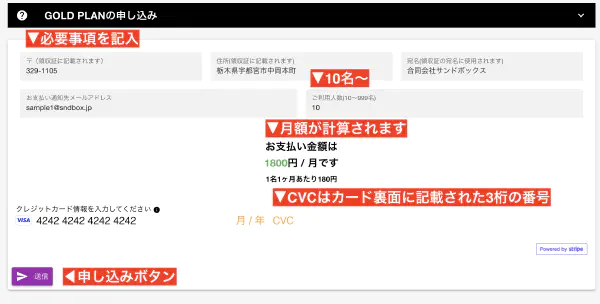 GOLD PLANの申し込み
▼必要事項を記入
〒（領収証に記載されます）
329-1105
住所(領収証に記載されます)
栃木県宇都宮市中岡本町
宛名(領収証の宛名に使用されます)
合同会社サンドボックス
▼10名〜
お支払い通知先メールアドレス
sample1@sndbox.jp
ご利用人数(10〜999名)
10
▼月額が計算されます
お支払い金額は
1800円 / 月です
1名1ヶ月あたり180円
▼CVCはカード裏面に記載された3桁の番号
クレジットカード情報を入力してください
VISA 4242 4242 4242 4242 月 / 年 CVC
Powered by stripe
送信
◀申し込みボタン